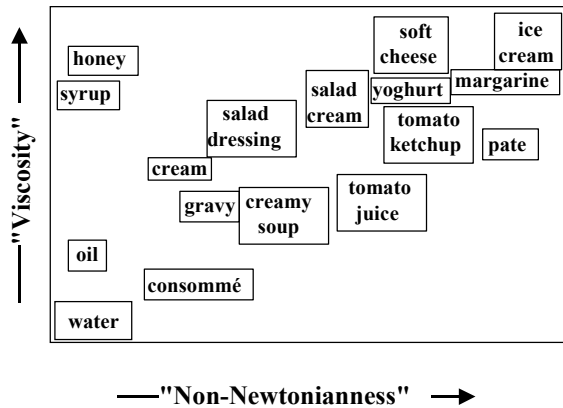 "Viscosity"
soft
cheese
ice
cream
honey
syrup
salad
cream
yoghurt
margarine
salad
dressing
tomato
ketchup
pate
cream
gravy
creamy
soup
tomato
juice
oil
consommé
water
"Non-Newtonianness"